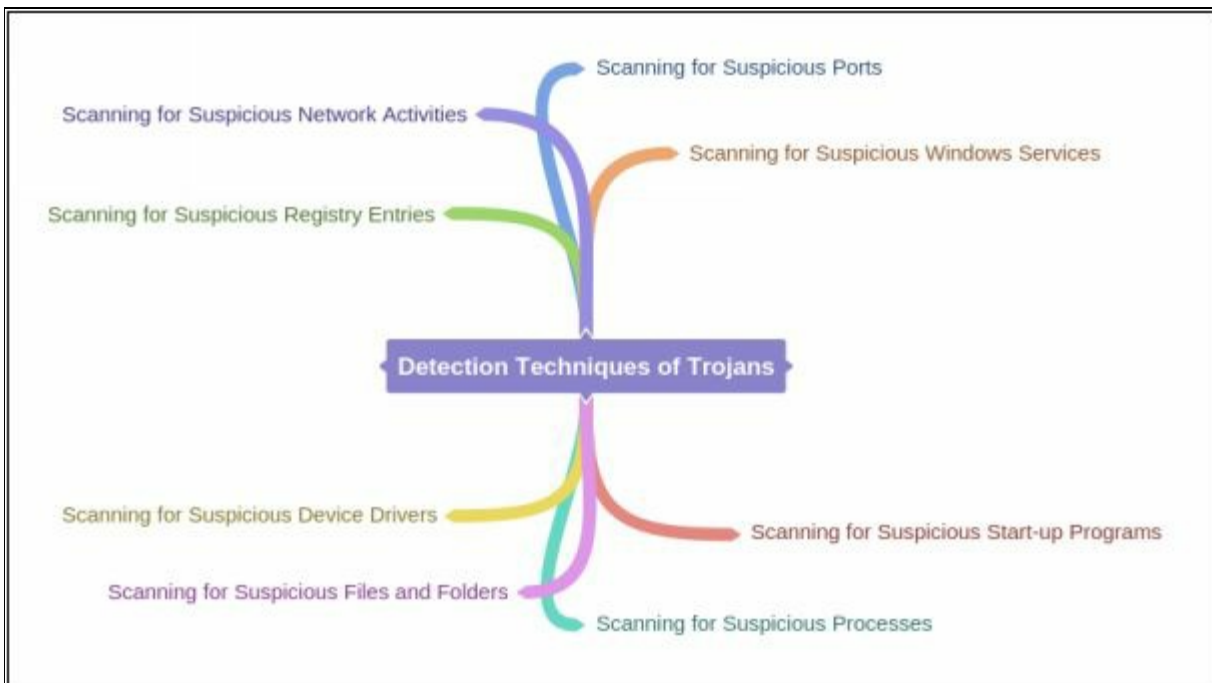 Scanning for Suspicious Ports
Scanning for Suspicious Network Activities
Scanning for Suspicious Windows Services
Scanning for Suspicious Registry Entries
Detection Techniques of Trojans
Scanning for Suspicious Device Drivers
Scanning for Suspicious Start-up Programs
Scanning for Suspicious Files and Folders
Scanning for Suspicious Processes